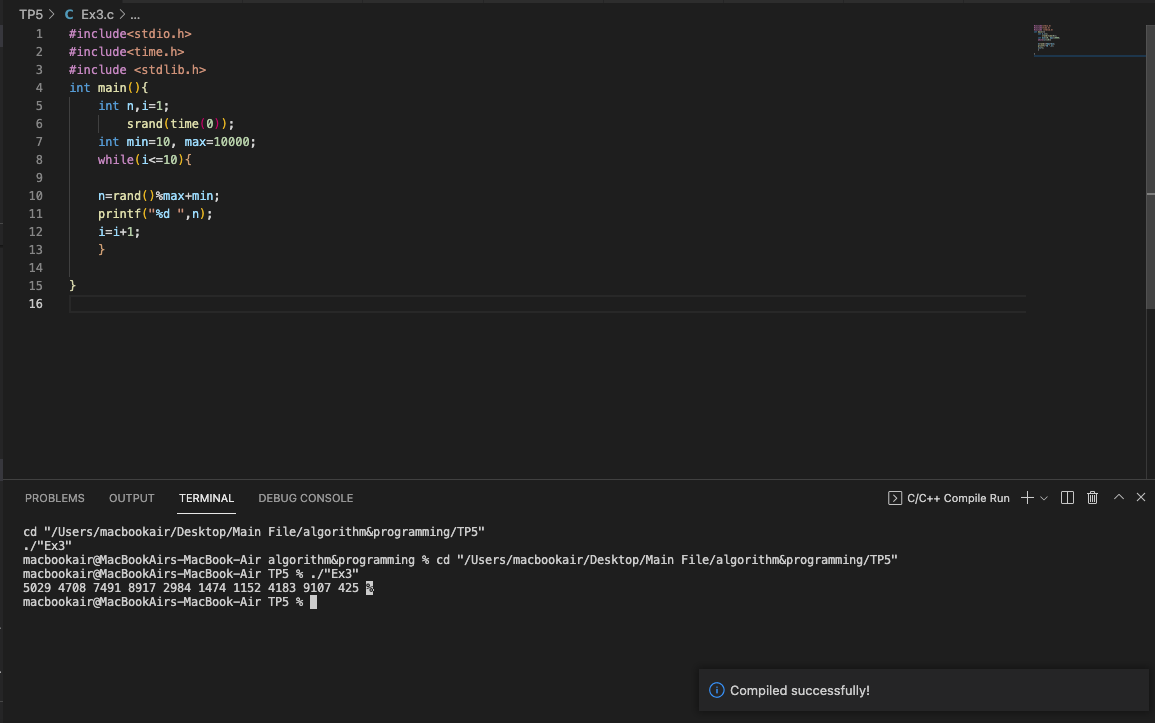 TP5 > C Ex3.c > ...
1 #include<stdio.h>
2 #include<time.h>
3 #include <stdlib.h>
4 int main(){
5     int n,i=1;
6         srand(time(0));
7     int min=10, max=10000;
8     while(i<=10){
9
10     n=rand()%max+min;
11     printf("%d ",n);
12     i=i+1;
13     }
14
15 }
16
PROBLEMS OUTPUT TERMINAL DEBUG CONSOLE C/C++ Compile Run
cd "/Users/macbookair/Desktop/Main File/algorithm&programming/TP5"
./"Ex3"
macbookair@MacBookAirs-MacBook-Air algorithm&programming % cd "/Users/macbookair/Desktop/Main File/algorithm&programming/TP5"
macbookair@MacBookAirs-MacBook-Air TP5 % ./"Ex3"
5029 4708 7491 8917 2984 1474 1152 4183 9107 425 %
macbookair@MacBookAirs-MacBook-Air TP5 %
Compiled successfully!